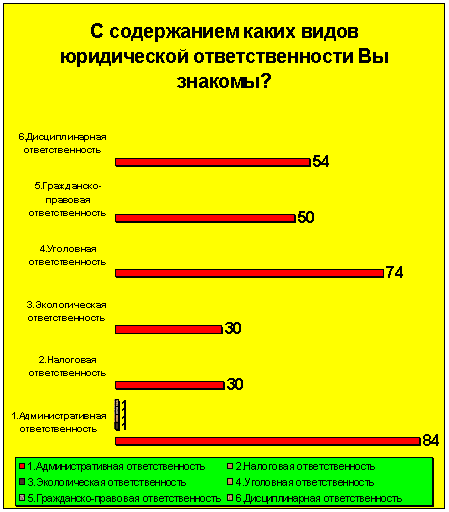 С содержанием каких видов
юридической ответственности Вы
знакомы?
6.Дисциплинарная
ответственность
54
5.Гражданско-
правовая
ответственность
50
4.Уголовная
ответственность
74
3.Экологическая
ответственность
30
2.Налоговая
ответственность
30
1.Административная
ответственность
1
1
84
1.Административная ответственность
2.Налоговая ответственность
3.Экологическая ответственность
4.Уголовная ответственность
5.Гражданско-правовая ответственность
6.Дисциплинарная ответственность